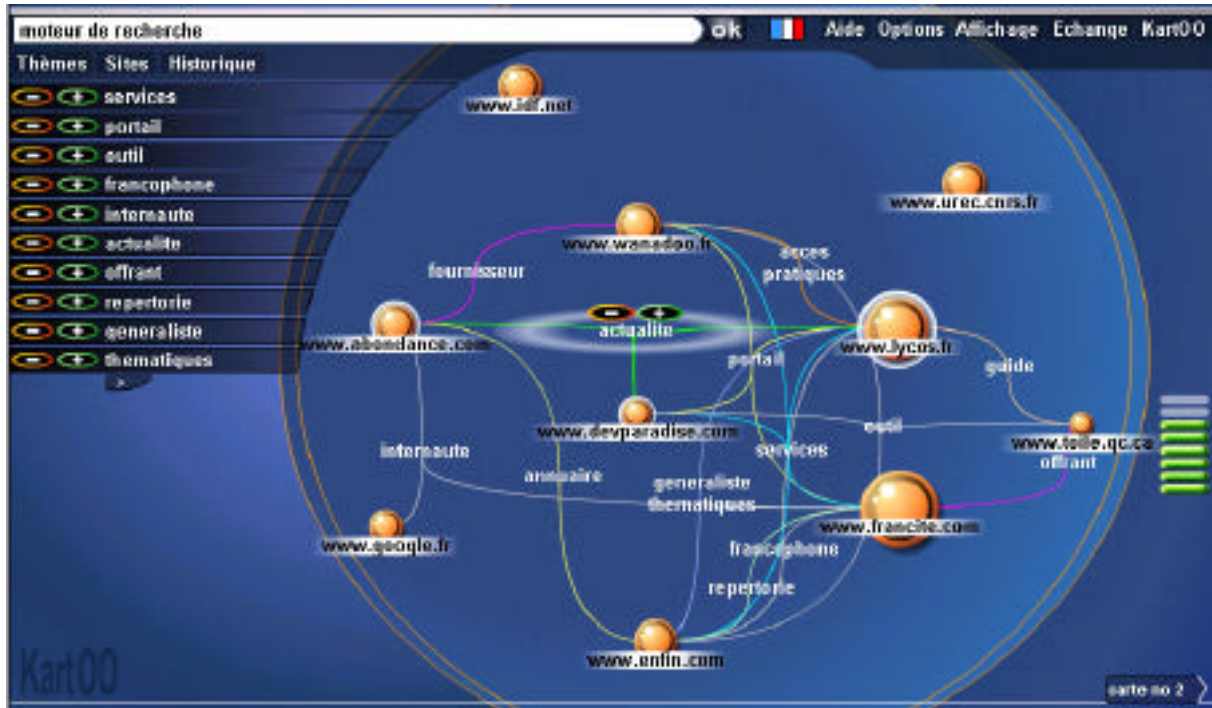 moteur de recherche
ok
Aide Options Affichage Echange KartOO
Thèmes Sites Historique
services
portail
outil
francophone
internaute
actualite
offrant
repertorie
generaliste
thematiques
>
www.idf.net
www.urec.cnrs.fr
www.wanadoo.fr
acces
pratiques
fournisseur
actualite
www.abondance.com
www.lycos.fr
portail
guide
www.devparadise.com
outil
www.toile.qc.ca
offrant
internaute
services
annuaire
generaliste
thematiques
www.francite.com
www.google.fr
francophone
repertorie
www.enfin.com
KartOO
carte no 2